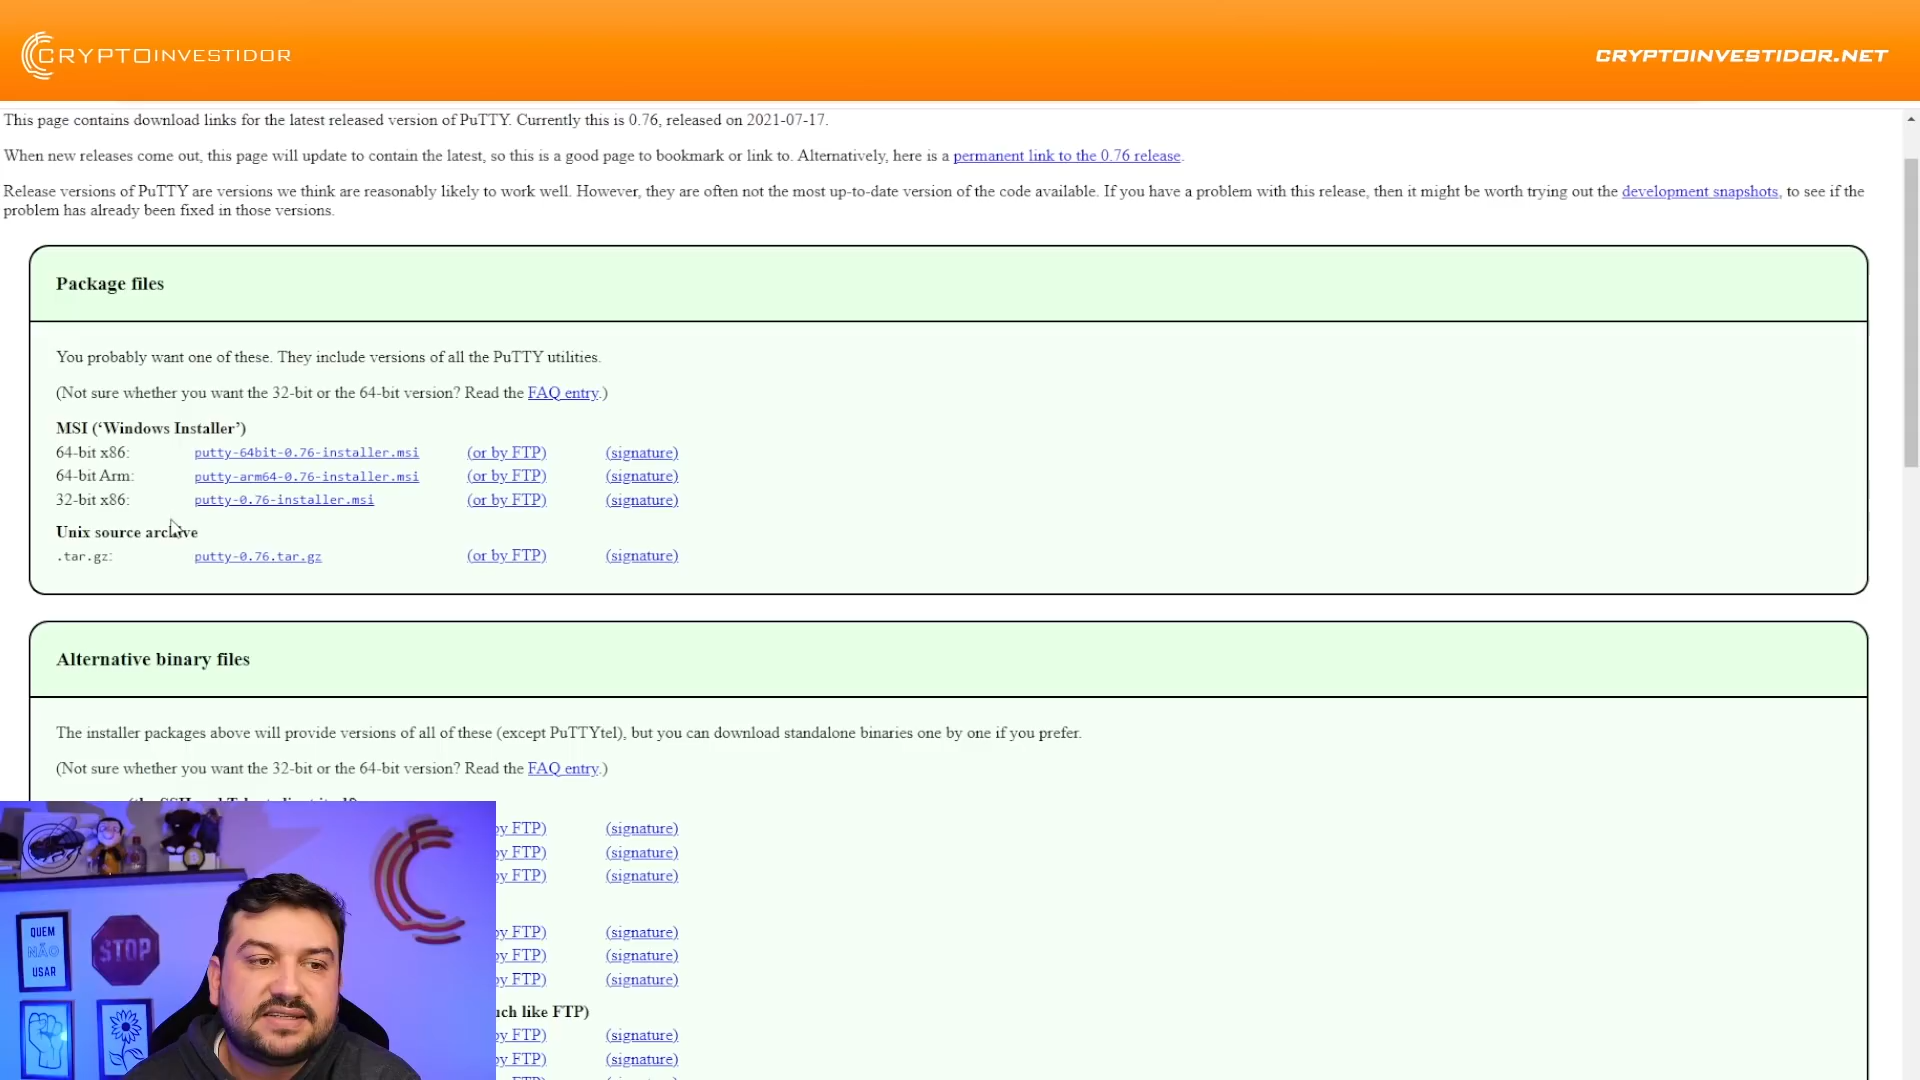 CRYPTOINVESTIDOR
CRYPTOINVESTIDOR.NET
This page contains download links for the latest released version of PuTTY. Currently this is 0.76, released on 2021-07-17.
When new releases come out, this page will update to contain the latest, so this is a good page to bookmark or link to. Alternatively, here is a permanent link to the 0.76 release.
Release versions of PuTTY are versions we think are reasonably likely to work well. However, they are often not the most up-to-date version of the code available. If you have a problem with this release, then it might be worth trying out the development snapshots, to see if the
problem has already been fixed in those versions.
Package files
You probably want one of these. They include versions of all the PuTTY utilities.
(Not sure whether you want the 32-bit or the 64-bit version? Read the FAQ entry.)
MSI (‘Windows Installer’)
64-bit x86: putty-64bit-0.76-installer.msi (or by FTP) (signature)
64-bit Arm: putty-arm64-0.76-installer.msi (or by FTP) (signature)
32-bit x86: putty-0.76-installer.msi (or by FTP) (signature)
Unix source archive
.tar.gz: putty-0.76.tar.gz (or by FTP) (signature)
Alternative binary files
The installer packages above will provide versions of all of these (except PuTTYtel), but you can download standalone binaries one by one if you prefer.
(Not sure whether you want the 32-bit or the 64-bit version? Read the FAQ entry.)
by FTP) (signature)
by FTP) (signature)
by FTP) (signature)
by FTP) (signature)
by FTP) (signature)
by FTP) (signature)
like FTP)
by FTP) (signature)
by FTP) (signature)
QUEM
NÃO
USAR
STOP